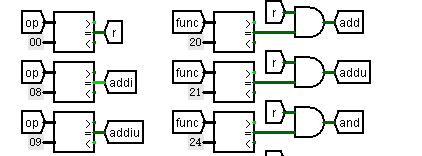 op
00
r
func
20
r
add
op
08
addi
func
21
r
addu
op
09
addiu
func
24
r
and